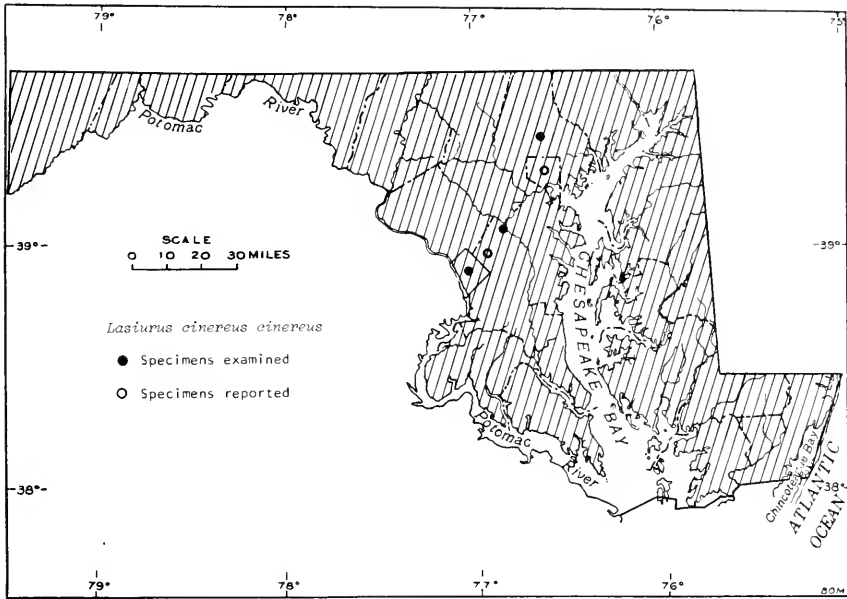 79° 78° 77° 76° 75°
Potomac
River
39° 39°
SCALE
0 10 20 30 MILES
CHESAPEAKE BAY
Lasiurus cinereus cinereus
● Specimens examined
○ Specimens reported
Potomac
River
38° 38°
Chincoteague Bay
ATLANTIC
OCEAN
79° 78° 77° 76°
80M